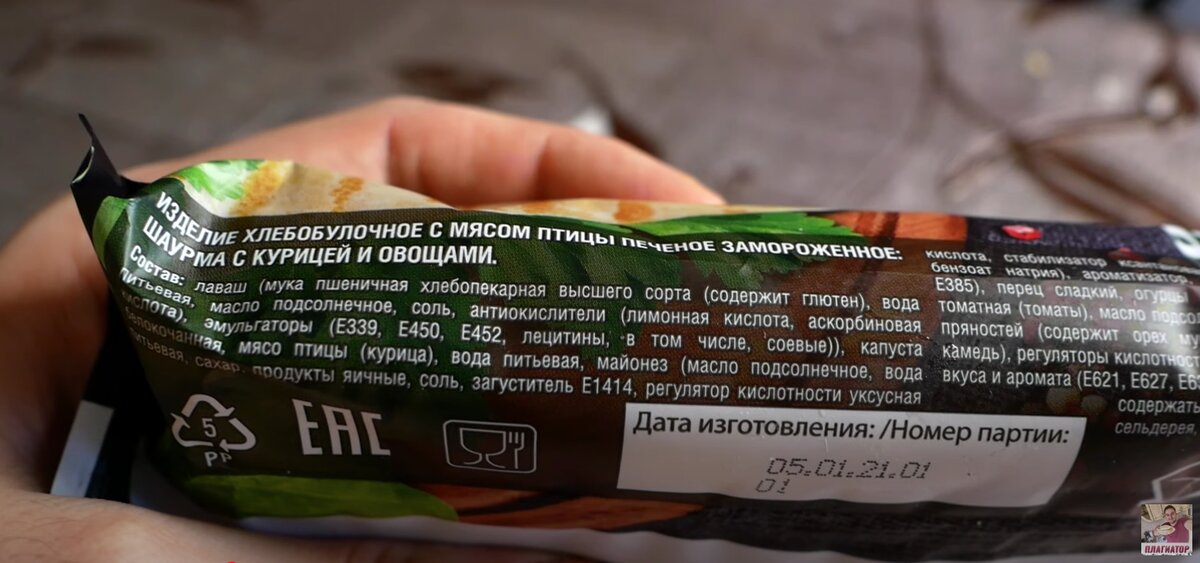 ИЗДЕЛИЕ ХЛЕБОБУЛОЧНОЕ С МЯСОМ ПТИЦЫ ПЕЧЕНОЕ ЗАМОРОЖЕННОЕ:
ШАУРМА С КУРИЦЕЙ И ОВОЩАМИ.
Состав: лаваш (мука пшеничная хлебопекарная высшего сорта (содержит глютен), вода
питьевая, масло подсолнечное, соль, антиокислители (лимонная кислота, аскорбиновая
кислота), эмульгаторы (Е339, Е450, Е452, лецитины, в том числе, соевые)), капуста
белокочанная, мясо птицы (курица), вода питьевая, майонез (масло подсолнечное, вода
питьевая, сахар, продукты яичные, соль, загуститель Е1414, регулятор кислотности уксусная
кислота, стабилизатор
бензоат натрия), ароматизатор,
Е385), перец сладкий, огурцы
томатная (томаты), масло
пряностей (содержит орех
камедь), регуляторы
вкуса и аромата (Е621, Е627,
содержать
сельдерея,
5
PP
ЕАС
Дата изготовления: /Номер партии:
05.01.21.01
01
ПЛАГИАТОР